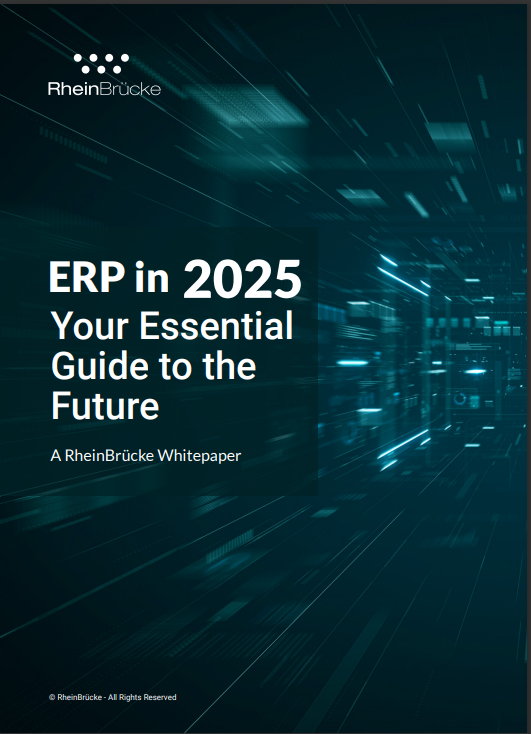 RheinBrücke
ERP in 2025
Your Essential
Guide to the
Future
A RheinBrücke Whitepaper
© RheinBrücke - All Rights Reserved